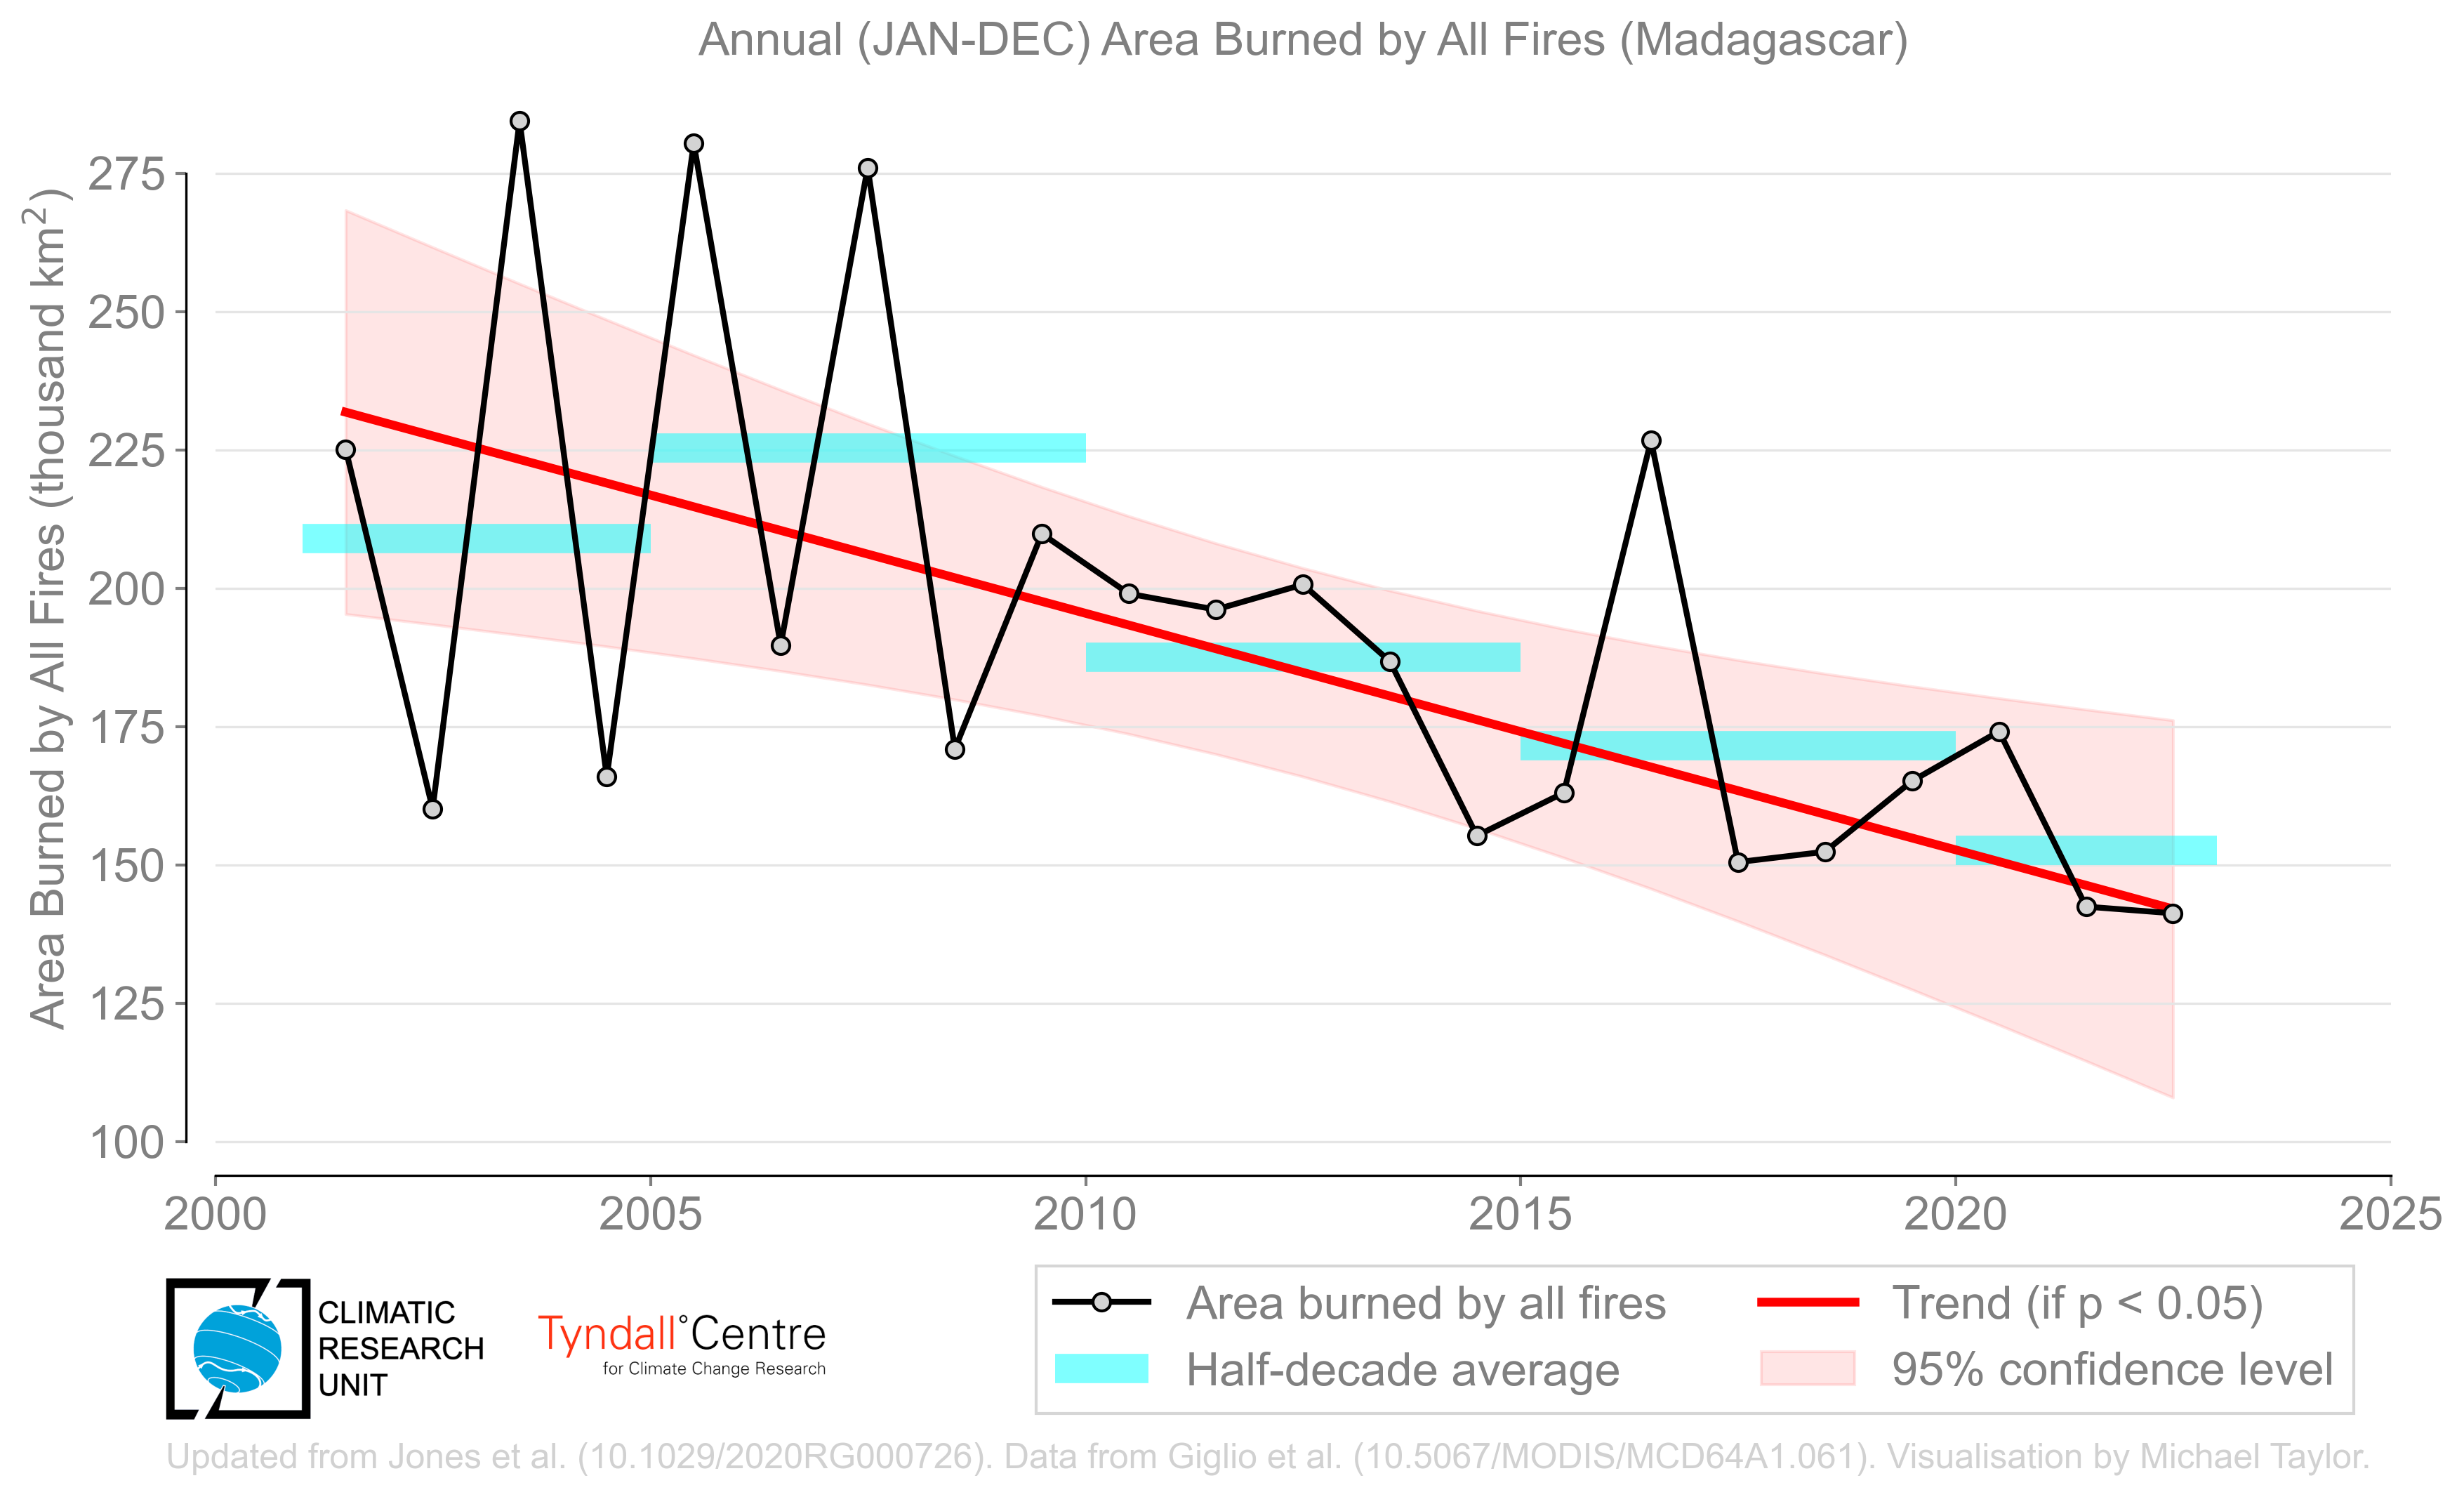 Annual (JAN-DEC) Area Burned by All Fires (Madagascar)
Area Burned by All Fires (thousand km²)
275
250
225
200
175
150
125
100
2000 2005 2010 2015 2020 2025
CLIMATIC
RESEARCH
UNIT
Tyndall°Centre
for Climate Change Research
Area burned by all fires
Half-decade average
Trend (if p < 0.05)
95% confidence level
Updated from Jones et al. (10.1029/2020RG000726). Data from Giglio et al. (10.5067/MODIS/MCD64A1.061). Visualisation by Michael Taylor.